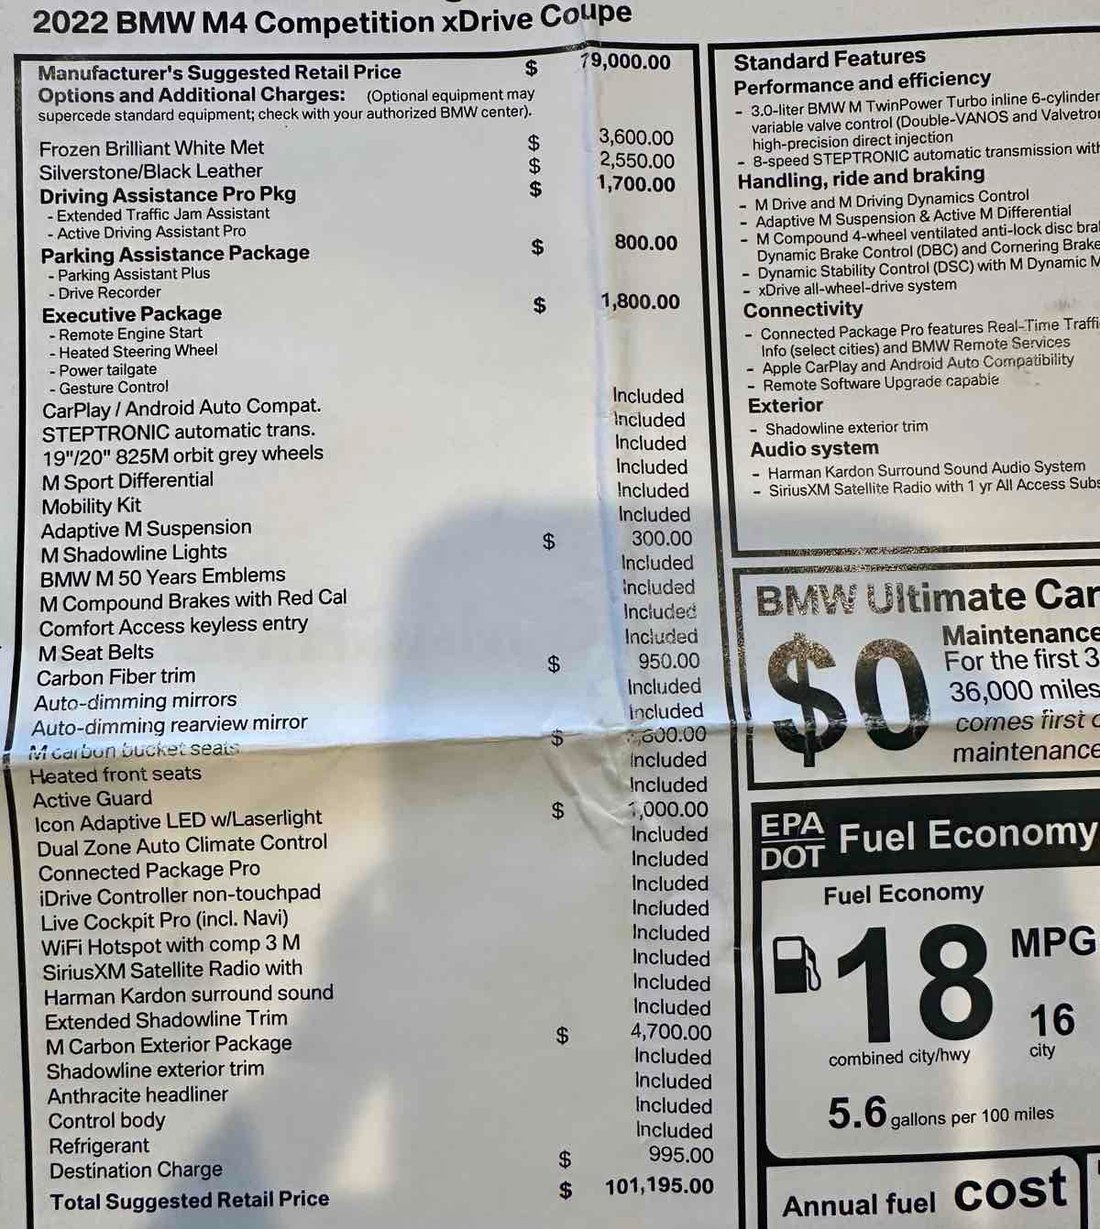 2022 BMW M4 Competition xDrive Coupe
Manufacturer's Suggested Retail Price $ 79,000.00
Options and Additional Charges: (Optional equipment may
supercede standard equipment; check with your authorized BMW center).
Frozen Brilliant White Met $ 3,600.00
Silverstone/Black Leather $ 2,550.00
Driving Assistance Pro Pkg $ 1,700.00
- Extended Traffic Jam Assistant
- Active Driving Assistant Pro
Parking Assistance Package $ 800.00
- Parking Assistant Plus
- Drive Recorder
Executive Package $ 1,800.00
- Remote Engine Start
- Heated Steering Wheel
- Power tailgate
- Gesture Control
CarPlay / Android Auto Compat. Included
STEPTRONIC automatic trans. Included
19"/20" 825M orbit grey wheels Included
M Sport Differential Included
Mobility Kit Included
Adaptive M Suspension Included
M Shadowline Lights $ 300.00
BMW M 50 Years Emblems Included
M Compound Brakes with Red Cal Included
Comfort Access keyless entry Included
M Seat Belts Included
Carbon Fiber trim $ 950.00
Auto-dimming mirrors Included
Auto-dimming rearview mirror Included
M Carbon bucket seats $
Heated front seats Included
Active Guard Included
Icon Adaptive LED w/Laserlight $ 1,000.00
Dual Zone Auto Climate Control Included
Connected Package Pro Included
iDrive Controller non-touchpad Included
Live Cockpit Pro (incl. Navi) Included
WiFi Hotspot with comp 3 M Included
SiriusXM Satellite Radio with Included
Harman Kardon surround sound Included
Extended Shadowline Trim Included
M Carbon Exterior Package $ 4,700.00
Shadowline exterior trim Included
Anthracite headliner Included
Control body Included
Refrigerant Included
Destination Charge $ 995.00
Total Suggested Retail Price $ 101,195.00
Standard Features
Performance and efficiency
- 3.0-liter BMW M TwinPower Turbo inline 6-cylinder
variable valve control (Double-VANOS and Valvetro
high-precision direct injection
- 8-speed STEPTRONIC automatic transmission with
Handling, ride and braking
- M Drive and M Driving Dynamics Control
- Adaptive M Suspension & Active M Differential
- M Compound 4-wheel ventilated anti-lock disc bra
Dynamic Brake Control (DBC) and Cornering Brake
- Dynamic Stability Control (DSC) with M Dynamic M
- xDrive all-wheel-drive system
Connectivity
- Connected Package Pro features Real-Time Traffi
Info (select cities) and BMW Remote Services
- Apple CarPlay and Android Auto Compatibility
- Remote Software Upgrade capable
Exterior
- Shadowline exterior trim
Audio system
- Harman Kardon Surround Sound Audio System
- SiriusXM Satellite Radio with 1 yr All Access Subs
BMW Ultimate Car
$0
Maintenance
For the first 3
36,000 miles
comes first
maintenance
EPA
DOT
Fuel Economy
Fuel Economy
18 MPG
combined city/hwy
16
city
5.6 gallons per 100 miles
Annual fuel cost